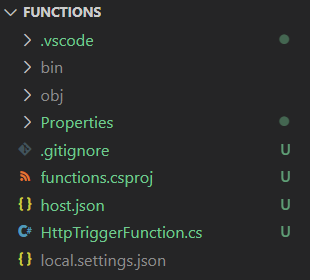 FUNCTIONS
.vscode
bin
obj
Properties
.gitignore U
functions.csproj U
{} host.json U
C# HttpTriggerFunction.cs U
{} local.settings.json